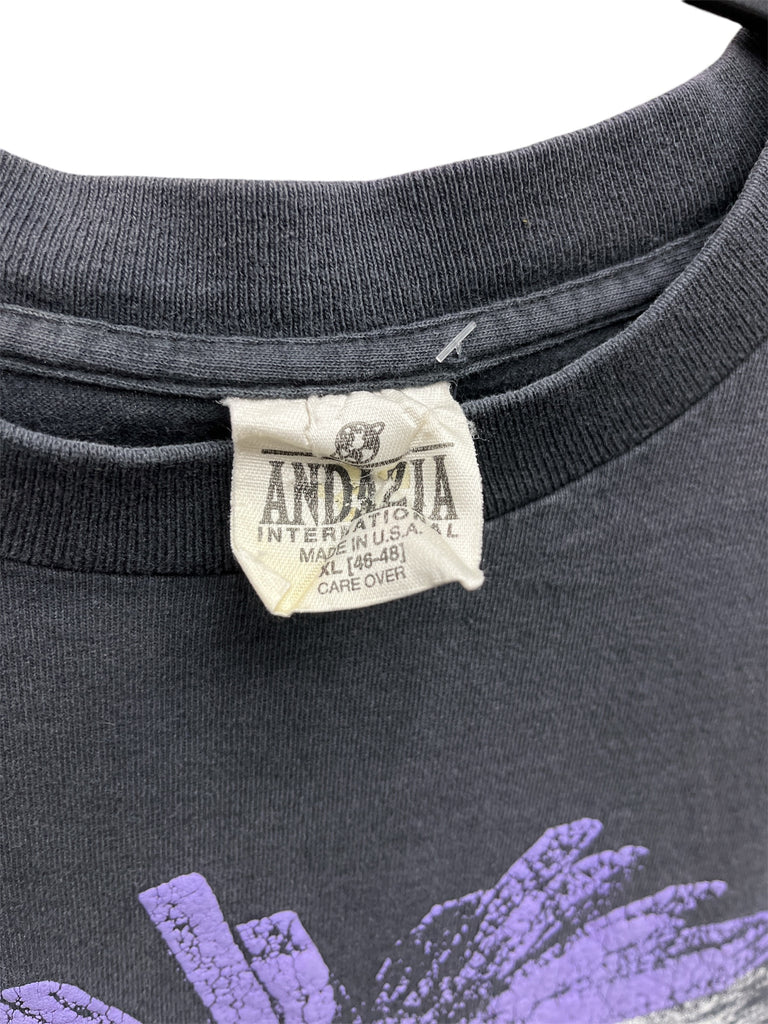 ANDAZIA
INTERNATIONAL
MADE IN U.S.A.
XL [46-48]
CARE OVER